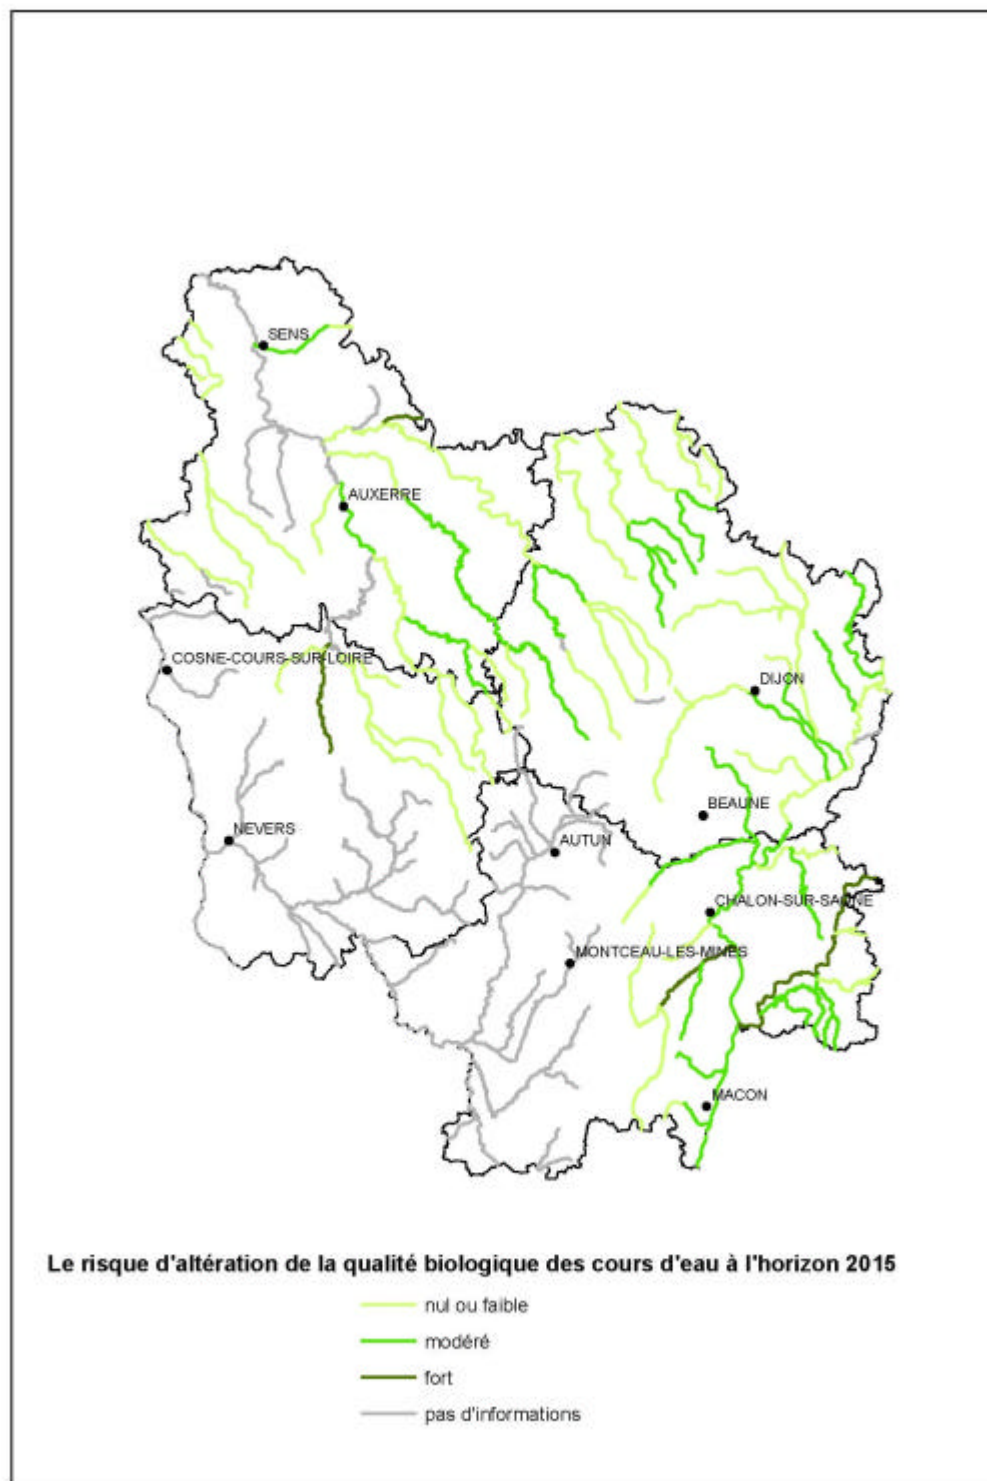 SENS
AUXERRE
COSNE-COURS-SUR-LOIRE
DIJON
BEAUNE
NEVERS
AUTUN
CHALON-SUR-SAONE
MONTCEAU-LES-MINES
MACON
Le risque d'altération de la qualité biologique des cours d'eau à l'horizon 2015
nul ou faible
modéré
fort
pas d'informations